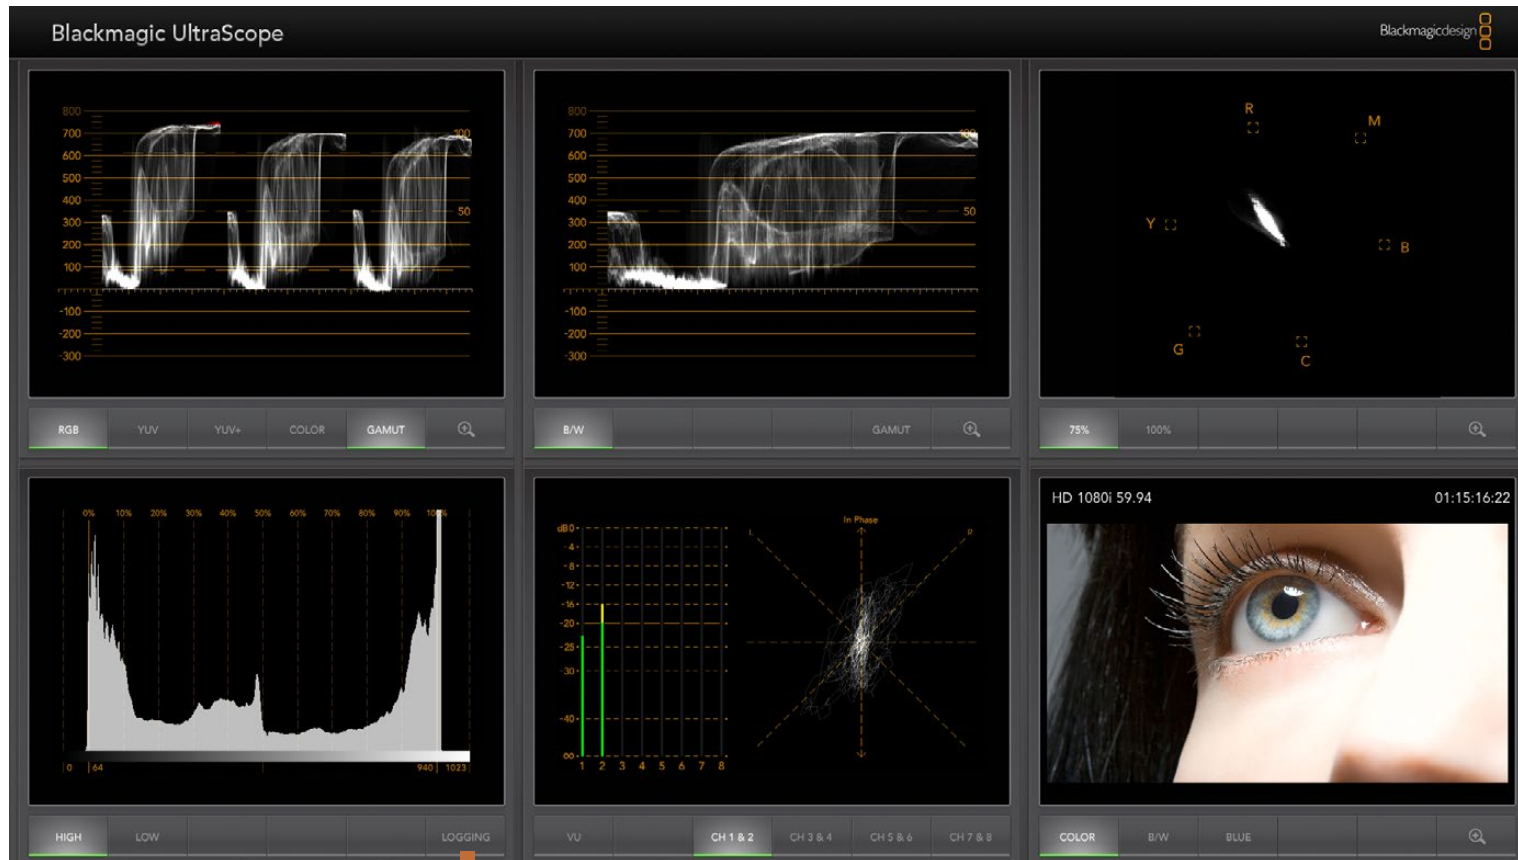 Blackmagic UltraScope
Blackmagicdesign
800
700
600
500
400
300
200
100
-100
-200
-300
100
50
RGB YUV YUV+ COLOR GAMUT
800
700
600
500
400
300
200
100
-100
-200
-300
100
50
B/W GAMUT
R
M
Y
B
G
C
75% 100%
0% 10% 20% 30% 40% 50% 60% 70% 80% 90% 100%
0 64 940 1023
HIGH LOW LOGGING
In Phase
L R
dB 0
-4
-8
-12
-16
-20
-25
-30
-40
∞
1 2 3 4 5 6 7 8
VU CH 1 & 2 CH 3 & 4 CH 5 & 6 CH 7 & 8
HD 1080i 59.94 01:15:16:22
COLOR B/W BLUE